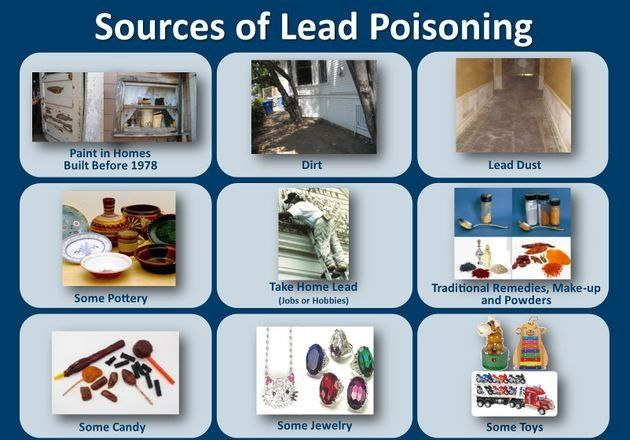 Sources of Lead Poisoning
Paint in Homes
Built Before 1978
Dirt
Lead Dust
Some Pottery
Take Home Lead
(Jobs or Hobbies)
Traditional Remedies, Make-up
and Powders
Some Candy
Some Jewelry
Some Toys